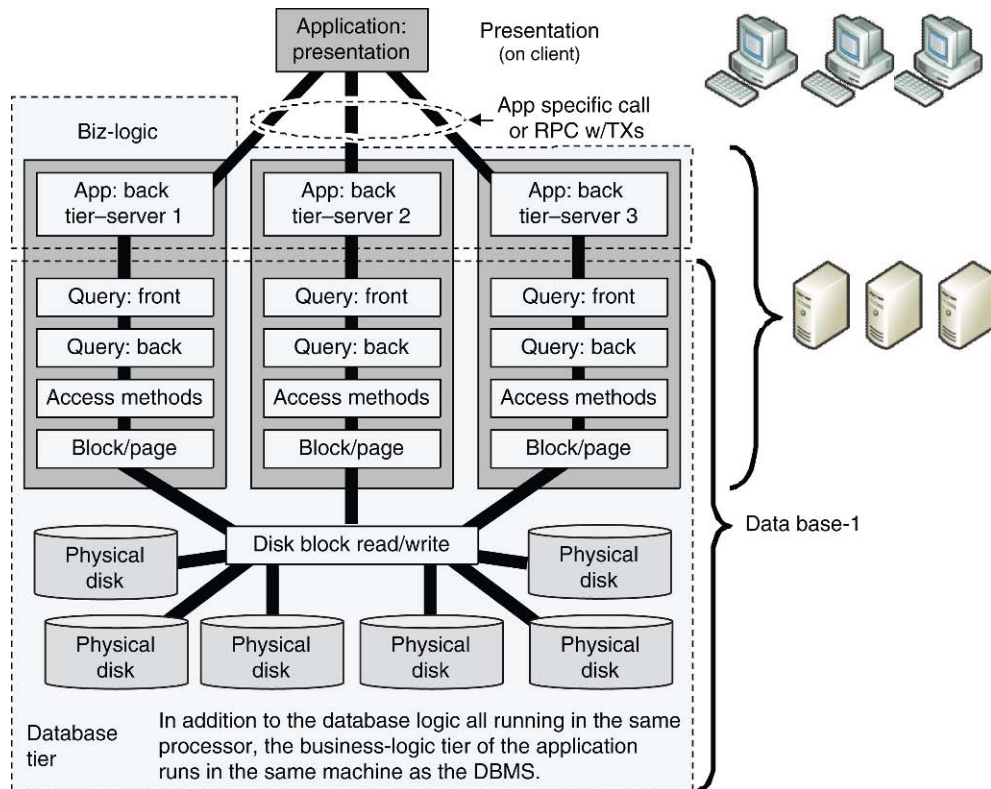 Application:
presentation
Presentation
(on client)
App specific call
or RPC w/TXs
Biz-logic
App: back
tier–server 1
App: back
tier–server 2
App: back
tier–server 3
Query: front
Query: front
Query: front
Query: back
Query: back
Query: back
Access methods
Access methods
Access methods
Block/page
Block/page
Block/page
Data base-1
Disk block read/write
Physical
disk
Physical
disk
Physical
disk
Physical
disk
Physical
disk
Physical
disk
Database
tier
In addition to the database logic all running in the same
processor, the business-logic tier of the application
runs in the same machine as the DBMS.